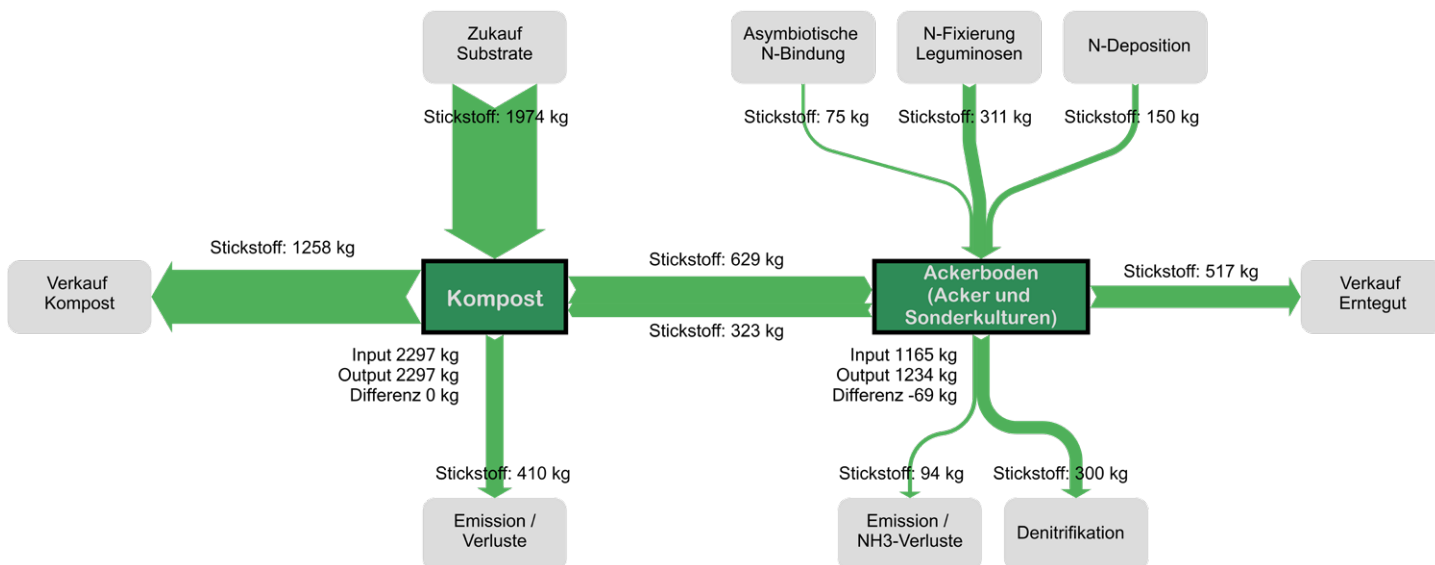 Zukauf
Substrate
Asymbiotische
N-Bindung
N-Fixierung
Leguminosen
N-Deposition
Stickstoff: 1974 kg
Stickstoff: 75 kg
Stickstoff: 311 kg
Stickstoff: 150 kg
Stickstoff: 1258 kg
Stickstoff: 629 kg
Stickstoff: 517 kg
Verkauf
Kompost
Kompost
Ackerboden
(Acker und
Sonderkulturen)
Verkauf
Erntegut
Stickstoff: 323 kg
Input 2297 kg
Output 2297 kg
Differenz 0 kg
Input 1165 kg
Output 1234 kg
Differenz -69 kg
Stickstoff: 410 kg
Stickstoff: 94 kg
Stickstoff: 300 kg
Emission /
Verluste
Emission /
NH3-Verluste
Denitrifikation